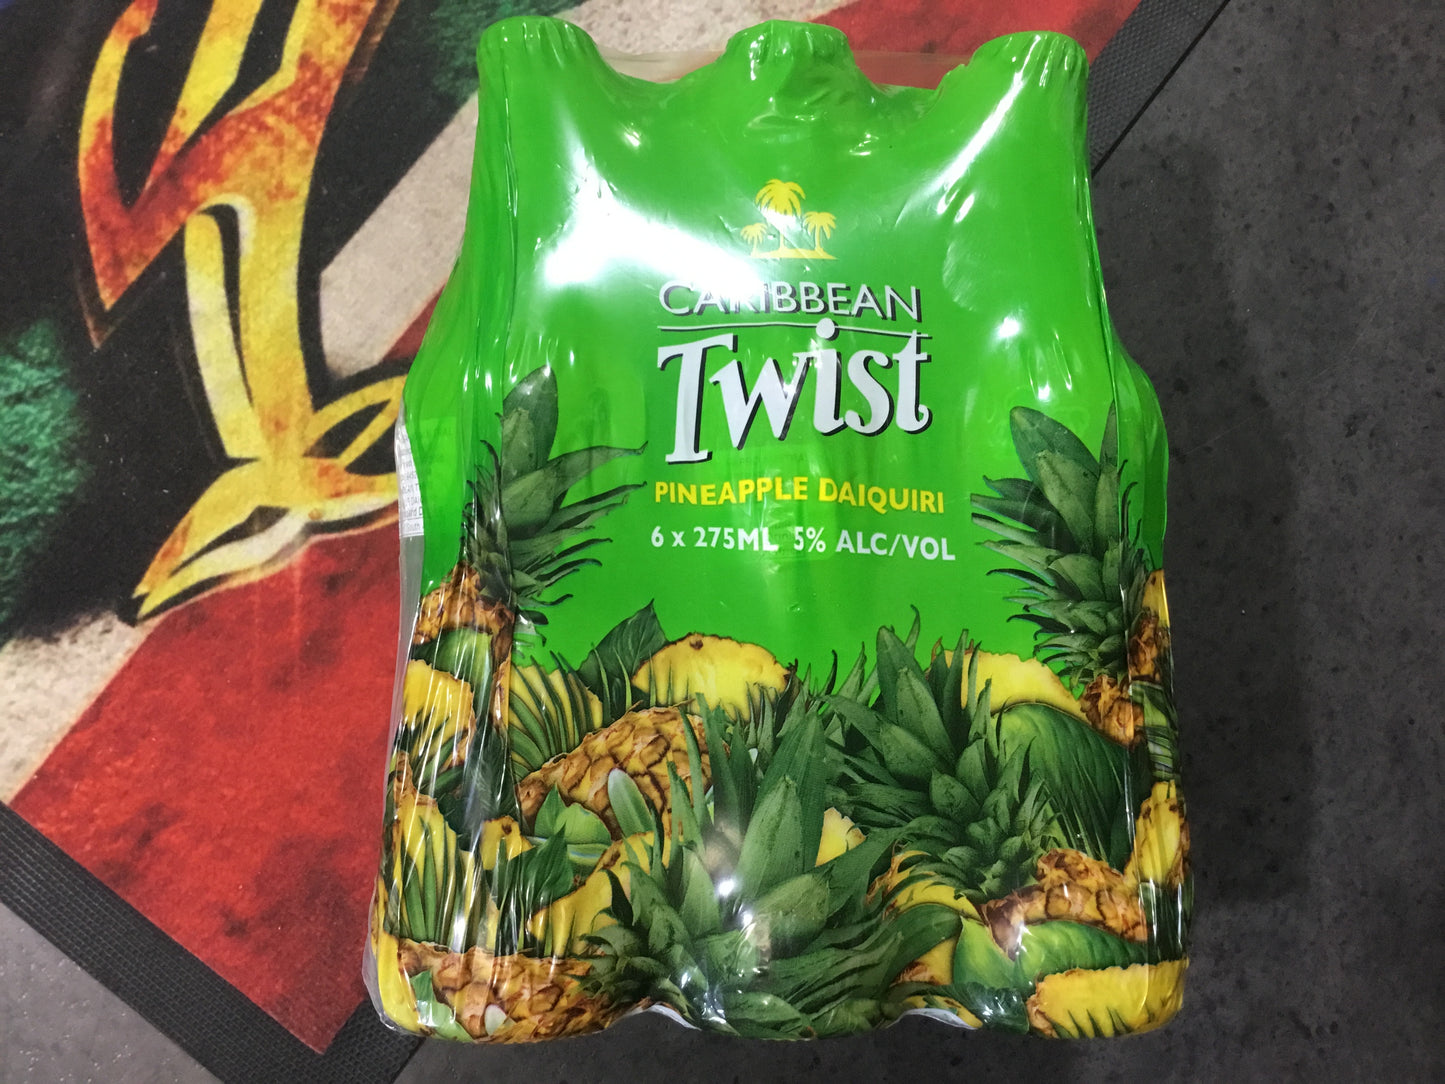 CARIBBEAN
Twist
PINEAPPLE DAIQUIRI
6 x 275ML 5% ALC/VOL